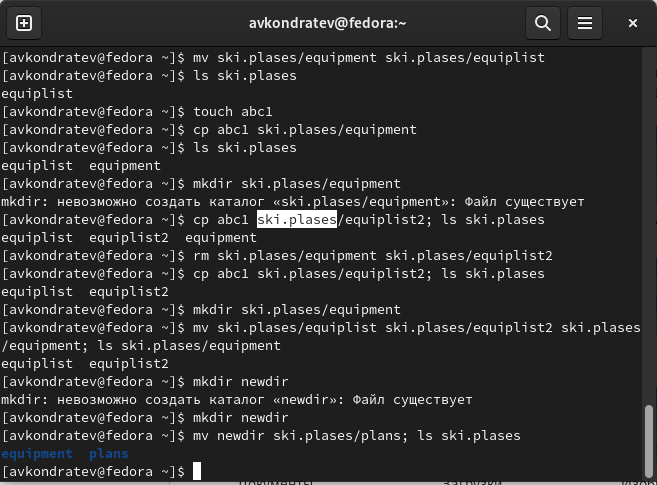 avkondratev@fedora:~
[avkondratev@fedora ~]$ mv ski.plases/equipment ski.plases/equiplist
[avkondratev@fedora ~]$ ls ski.plases
equiplist
[avkondratev@fedora ~]$ touch abc1
[avkondratev@fedora ~]$ cp abc1 ski.plases/equipment
[avkondratev@fedora ~]$ ls ski.plases
equiplist  equipment
[avkondratev@fedora ~]$ mkdir ski.plases/equipment
mkdir: невозможно создать каталог «ski.plases/equipment»: Файл существует
[avkondratev@fedora ~]$ cp abc1 ski.plases/equiplist2; ls ski.plases
equiplist  equiplist2  equipment
[avkondratev@fedora ~]$ rm ski.plases/equipment ski.plases/equiplist2
[avkondratev@fedora ~]$ cp abc1 ski.plases/equiplist2; ls ski.plases
equiplist  equiplist2
[avkondratev@fedora ~]$ mkdir ski.plases/equipment
[avkondratev@fedora ~]$ mv ski.plases/equiplist ski.plases/equiplist2 ski.plases
/equipment; ls ski.plases/equipment
equiplist  equiplist2
[avkondratev@fedora ~]$ mkdir newdir
mkdir: невозможно создать каталог «newdir»: Файл существует
[avkondratev@fedora ~]$ mkdir newdir
[avkondratev@fedora ~]$ mv newdir ski.plases/plans; ls ski.plases
equipment  plans
[avkondratev@fedora ~]$